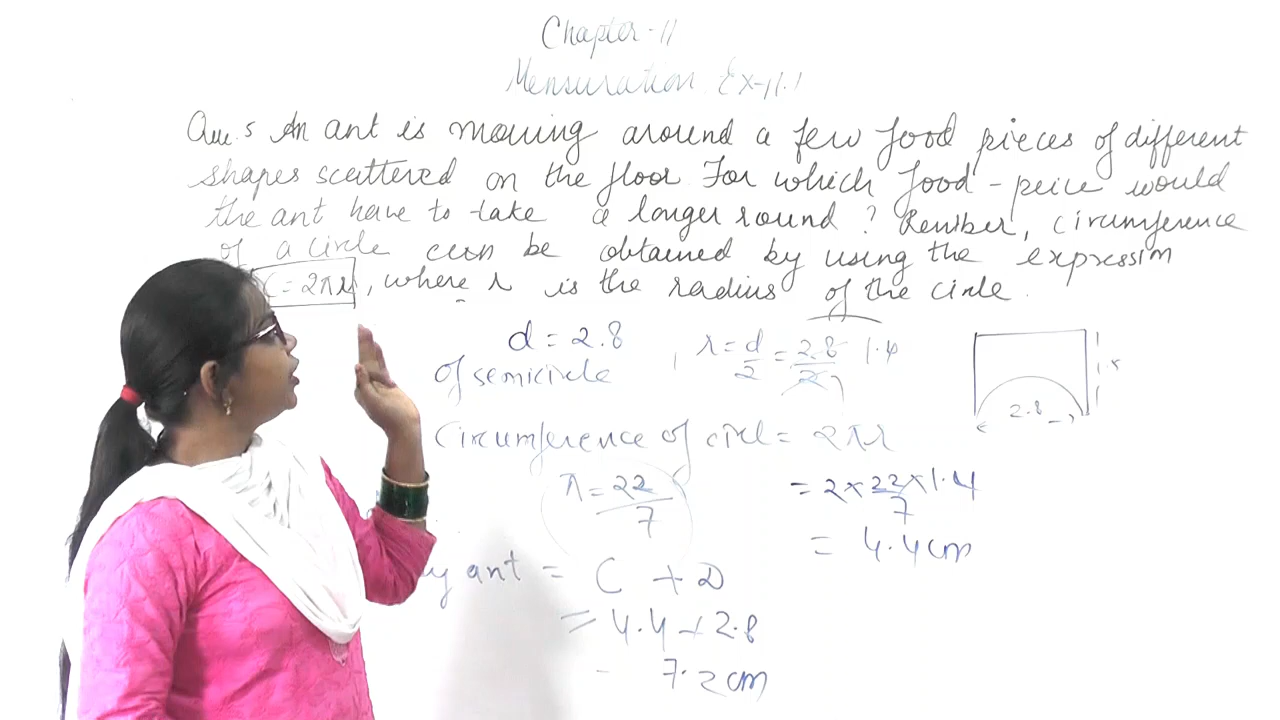 Chapter-11
Mensuration Ex-11.1
Que. 5 An ant is moving around a few food pieces of different
shapes scattered on the floor. For which food-peice would
the ant have to take a longer round? Remiber, circumference
of a circle can be obtained by using the expression
C = 2πr, where r is the radius of the circle.
d = 2.8
of semicircle
, r = d/2 = 2.8/2 1.4
2.8
Circumference of circl = 2πr
π = 22/7
= 2 × 22/7 × 1.4
= 4.4 cm
by ant = C + D
= 4.4 + 2.8
- 7.2 cm